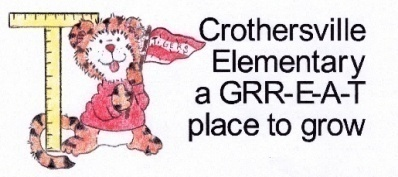 Crothersville
Elementary
a GRR-E-A-T
place to grow